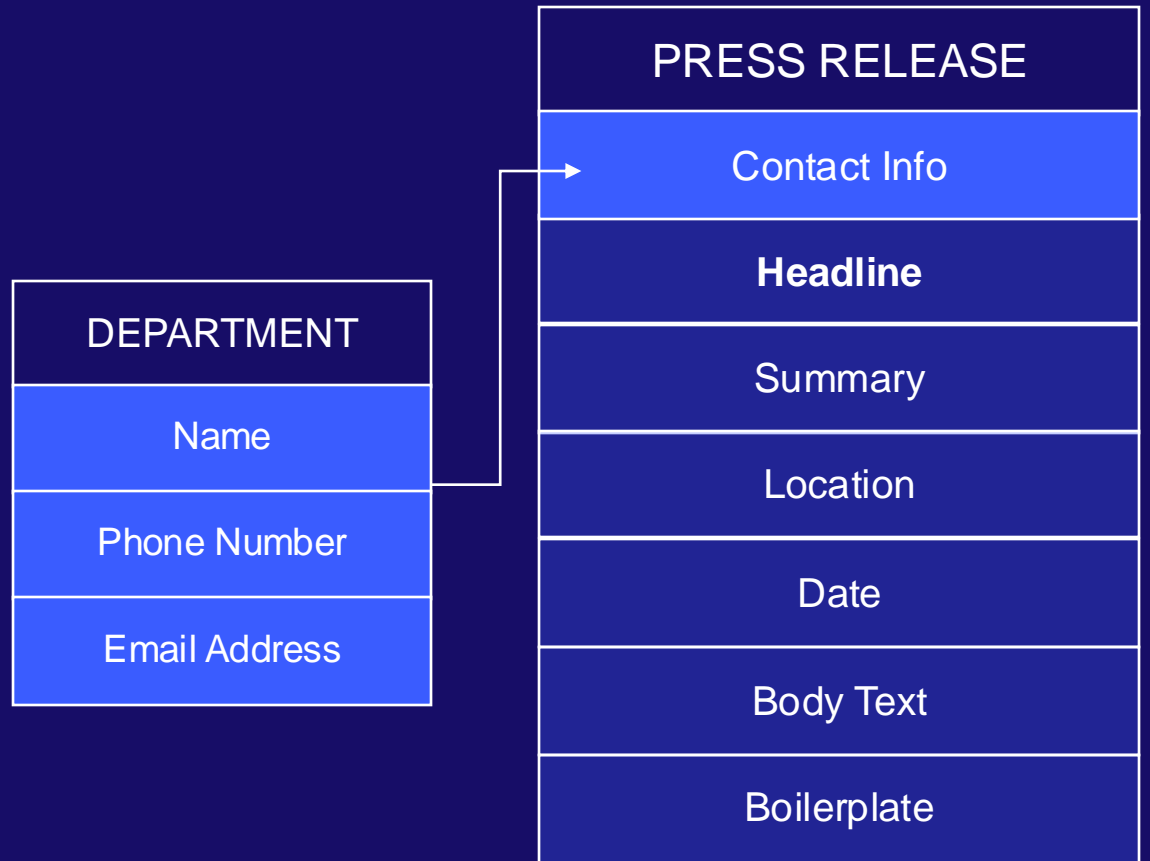 PRESS RELEASE
Contact Info
Headline
Summary
Location
Date
Body Text
Boilerplate
DEPARTMENT
Name
Phone Number
Email Address